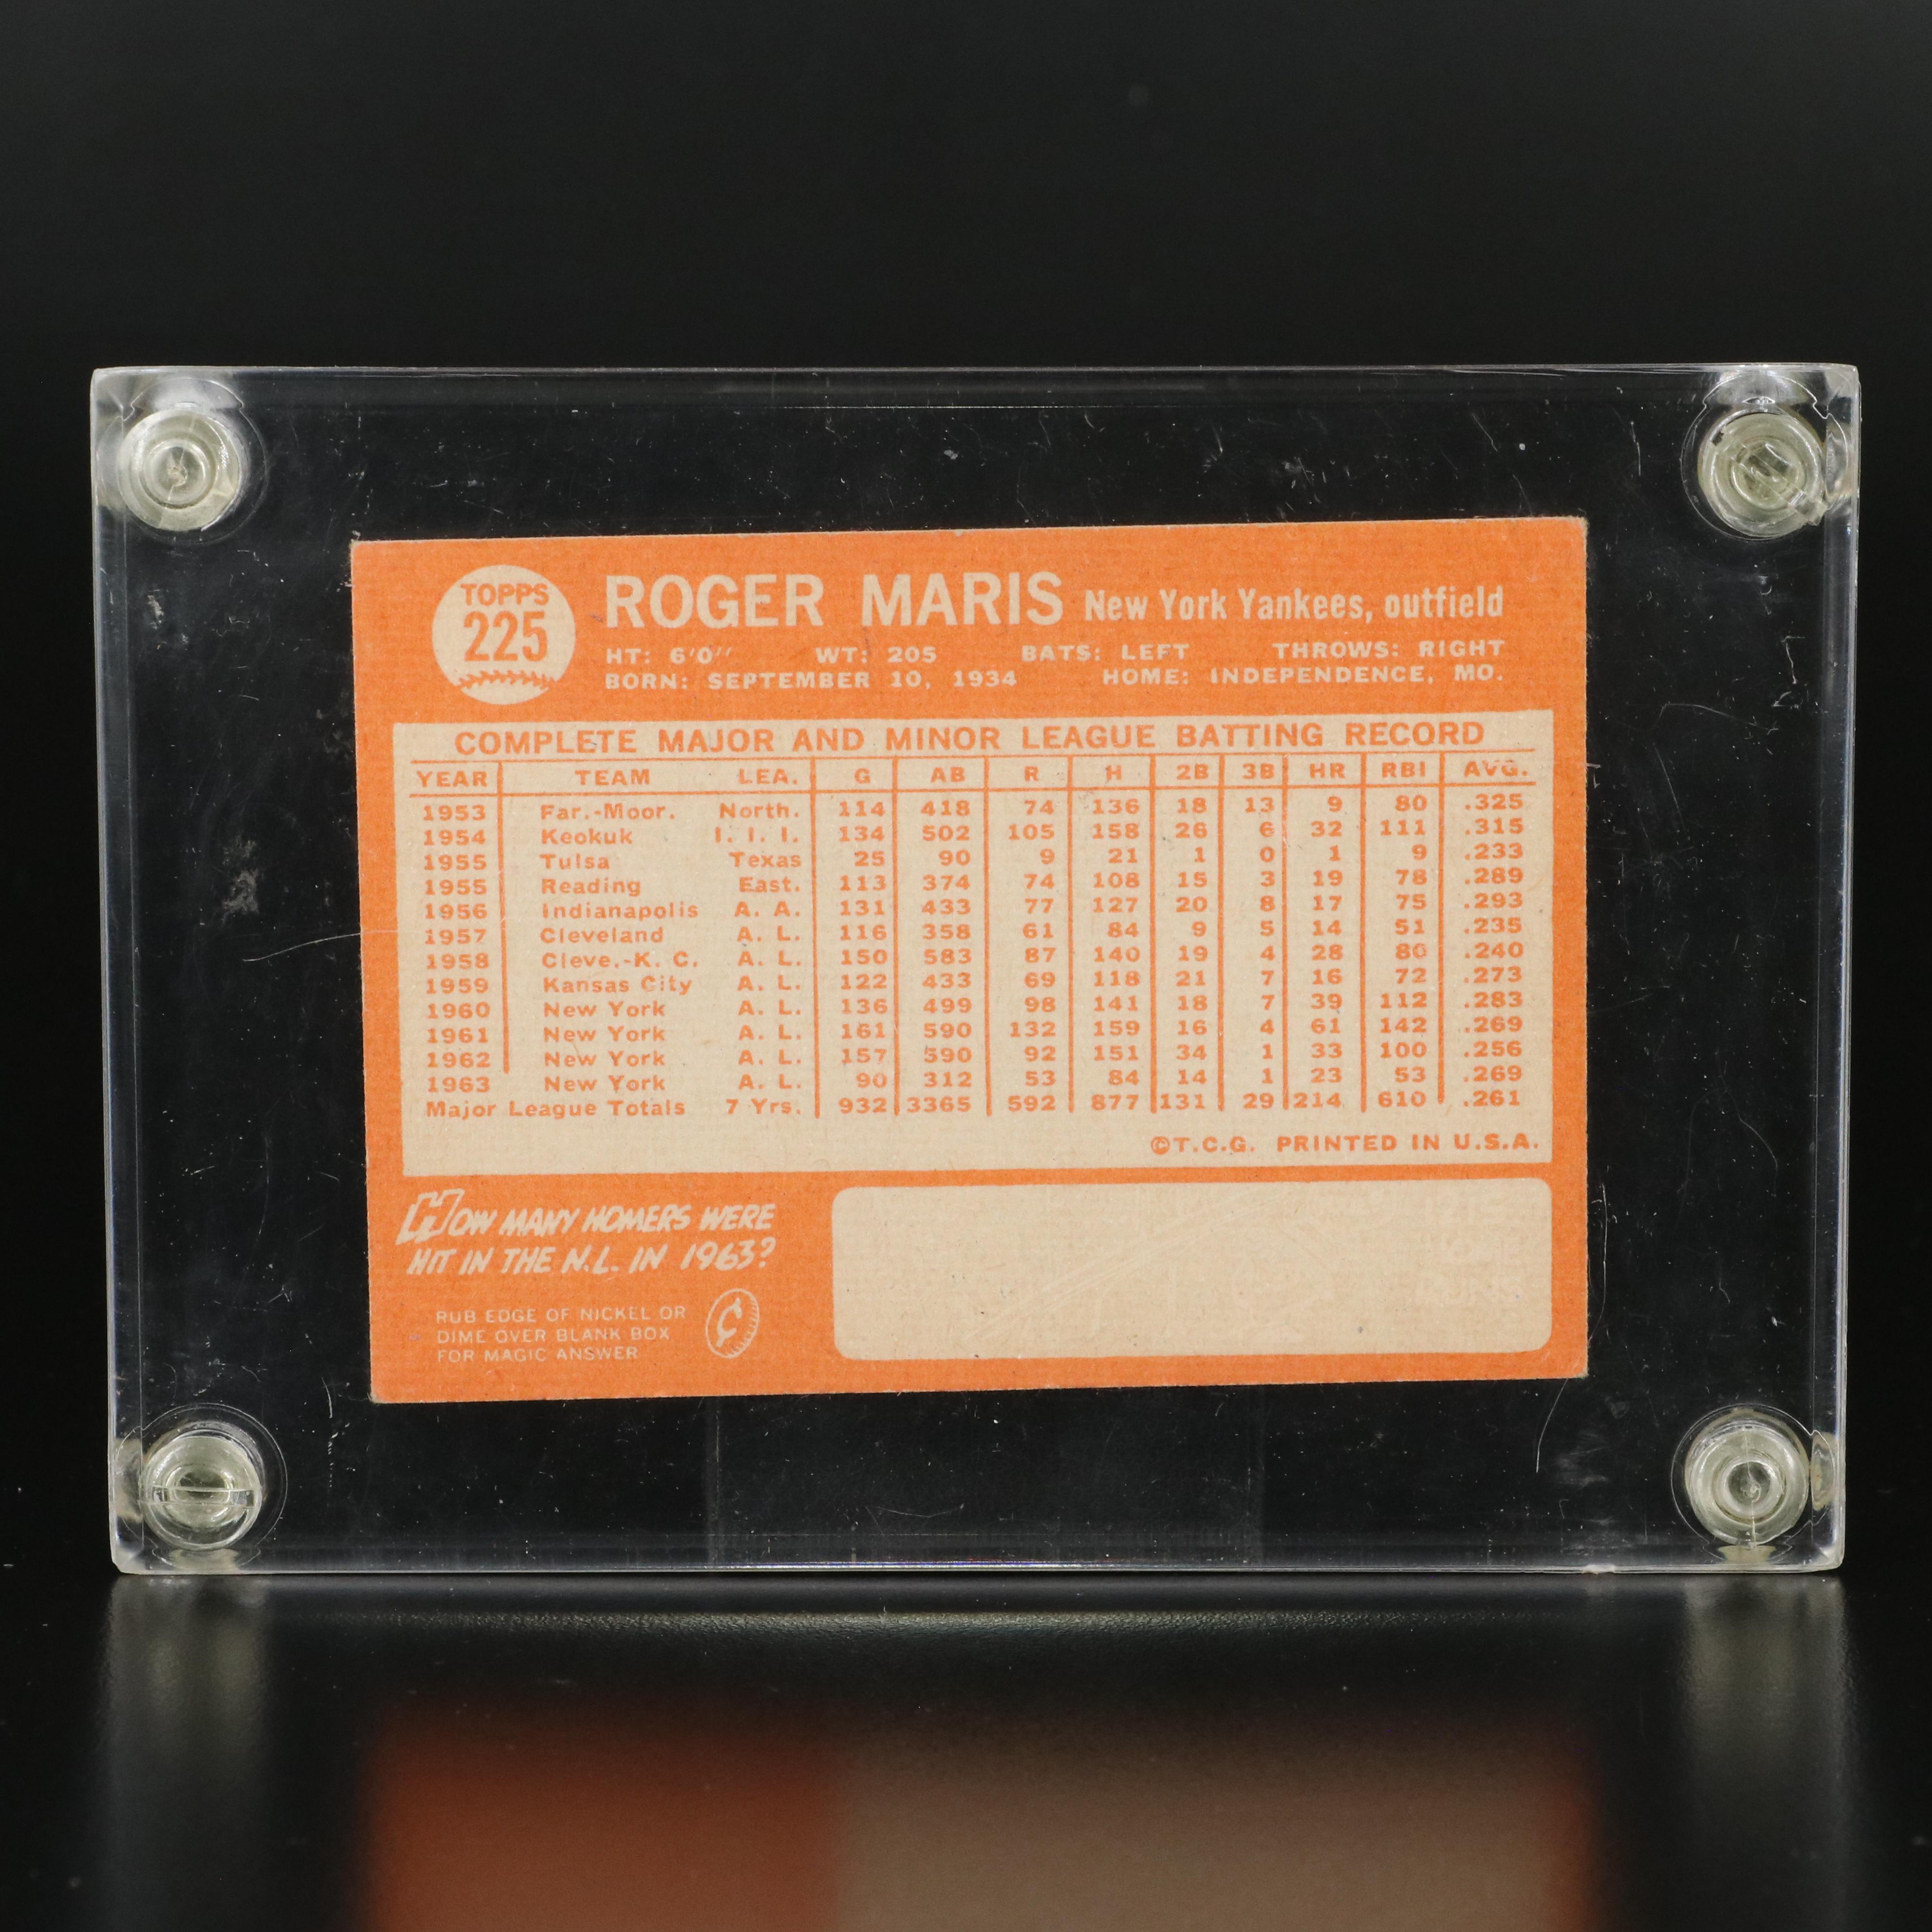 TOPPS
225
ROGER MARIS New York Yankees, outfield
HT: 6'0" WT: 205 BATS: LEFT THROWS: RIGHT
BORN: SEPTEMBER 10, 1934 HOME: INDEPENDENCE, MO.
COMPLETE MAJOR AND MINOR LEAGUE BATTING RECORD
YEAR TEAM LEA. G AB R H 2B 3B HR RBI AVG.
1953 Far.-Moor. North. 114 418 74 136 18 13 9 80 .325
1954 Keokuk I. I. I. 134 502 105 158 26 6 32 111 .315
1955 Tulsa Texas 25 90 9 21 1 0 1 9 .233
1955 Reading East. 113 374 74 108 15 3 19 78 .289
1956 Indianapolis A. A. 131 433 77 127 20 8 17 75 .293
1957 Cleveland A. L. 116 358 61 84 9 5 14 51 .235
1958 Cleve.-K. C. A. L. 150 583 87 140 19 4 28 80 .240
1959 Kansas City A. L. 122 433 69 118 21 7 16 72 .273
1960 New York A. L. 136 499 98 141 18 7 39 112 .283
1961 New York A. L. 161 590 132 159 16 4 61 142 .269
1962 New York A. L. 157 590 92 151 34 1 33 100 .256
1963 New York A. L. 90 312 53 84 14 1 23 53 .269
Major League Totals 7 Yrs. 932 3365 592 877 131 29 214 610 .261
©T.C.G. PRINTED IN U.S.A.
HOW MANY HOMERS WERE
HIT IN THE N.L. IN 1963?
RUB EDGE OF NICKEL OR
DIME OVER BLANK BOX
FOR MAGIC ANSWER